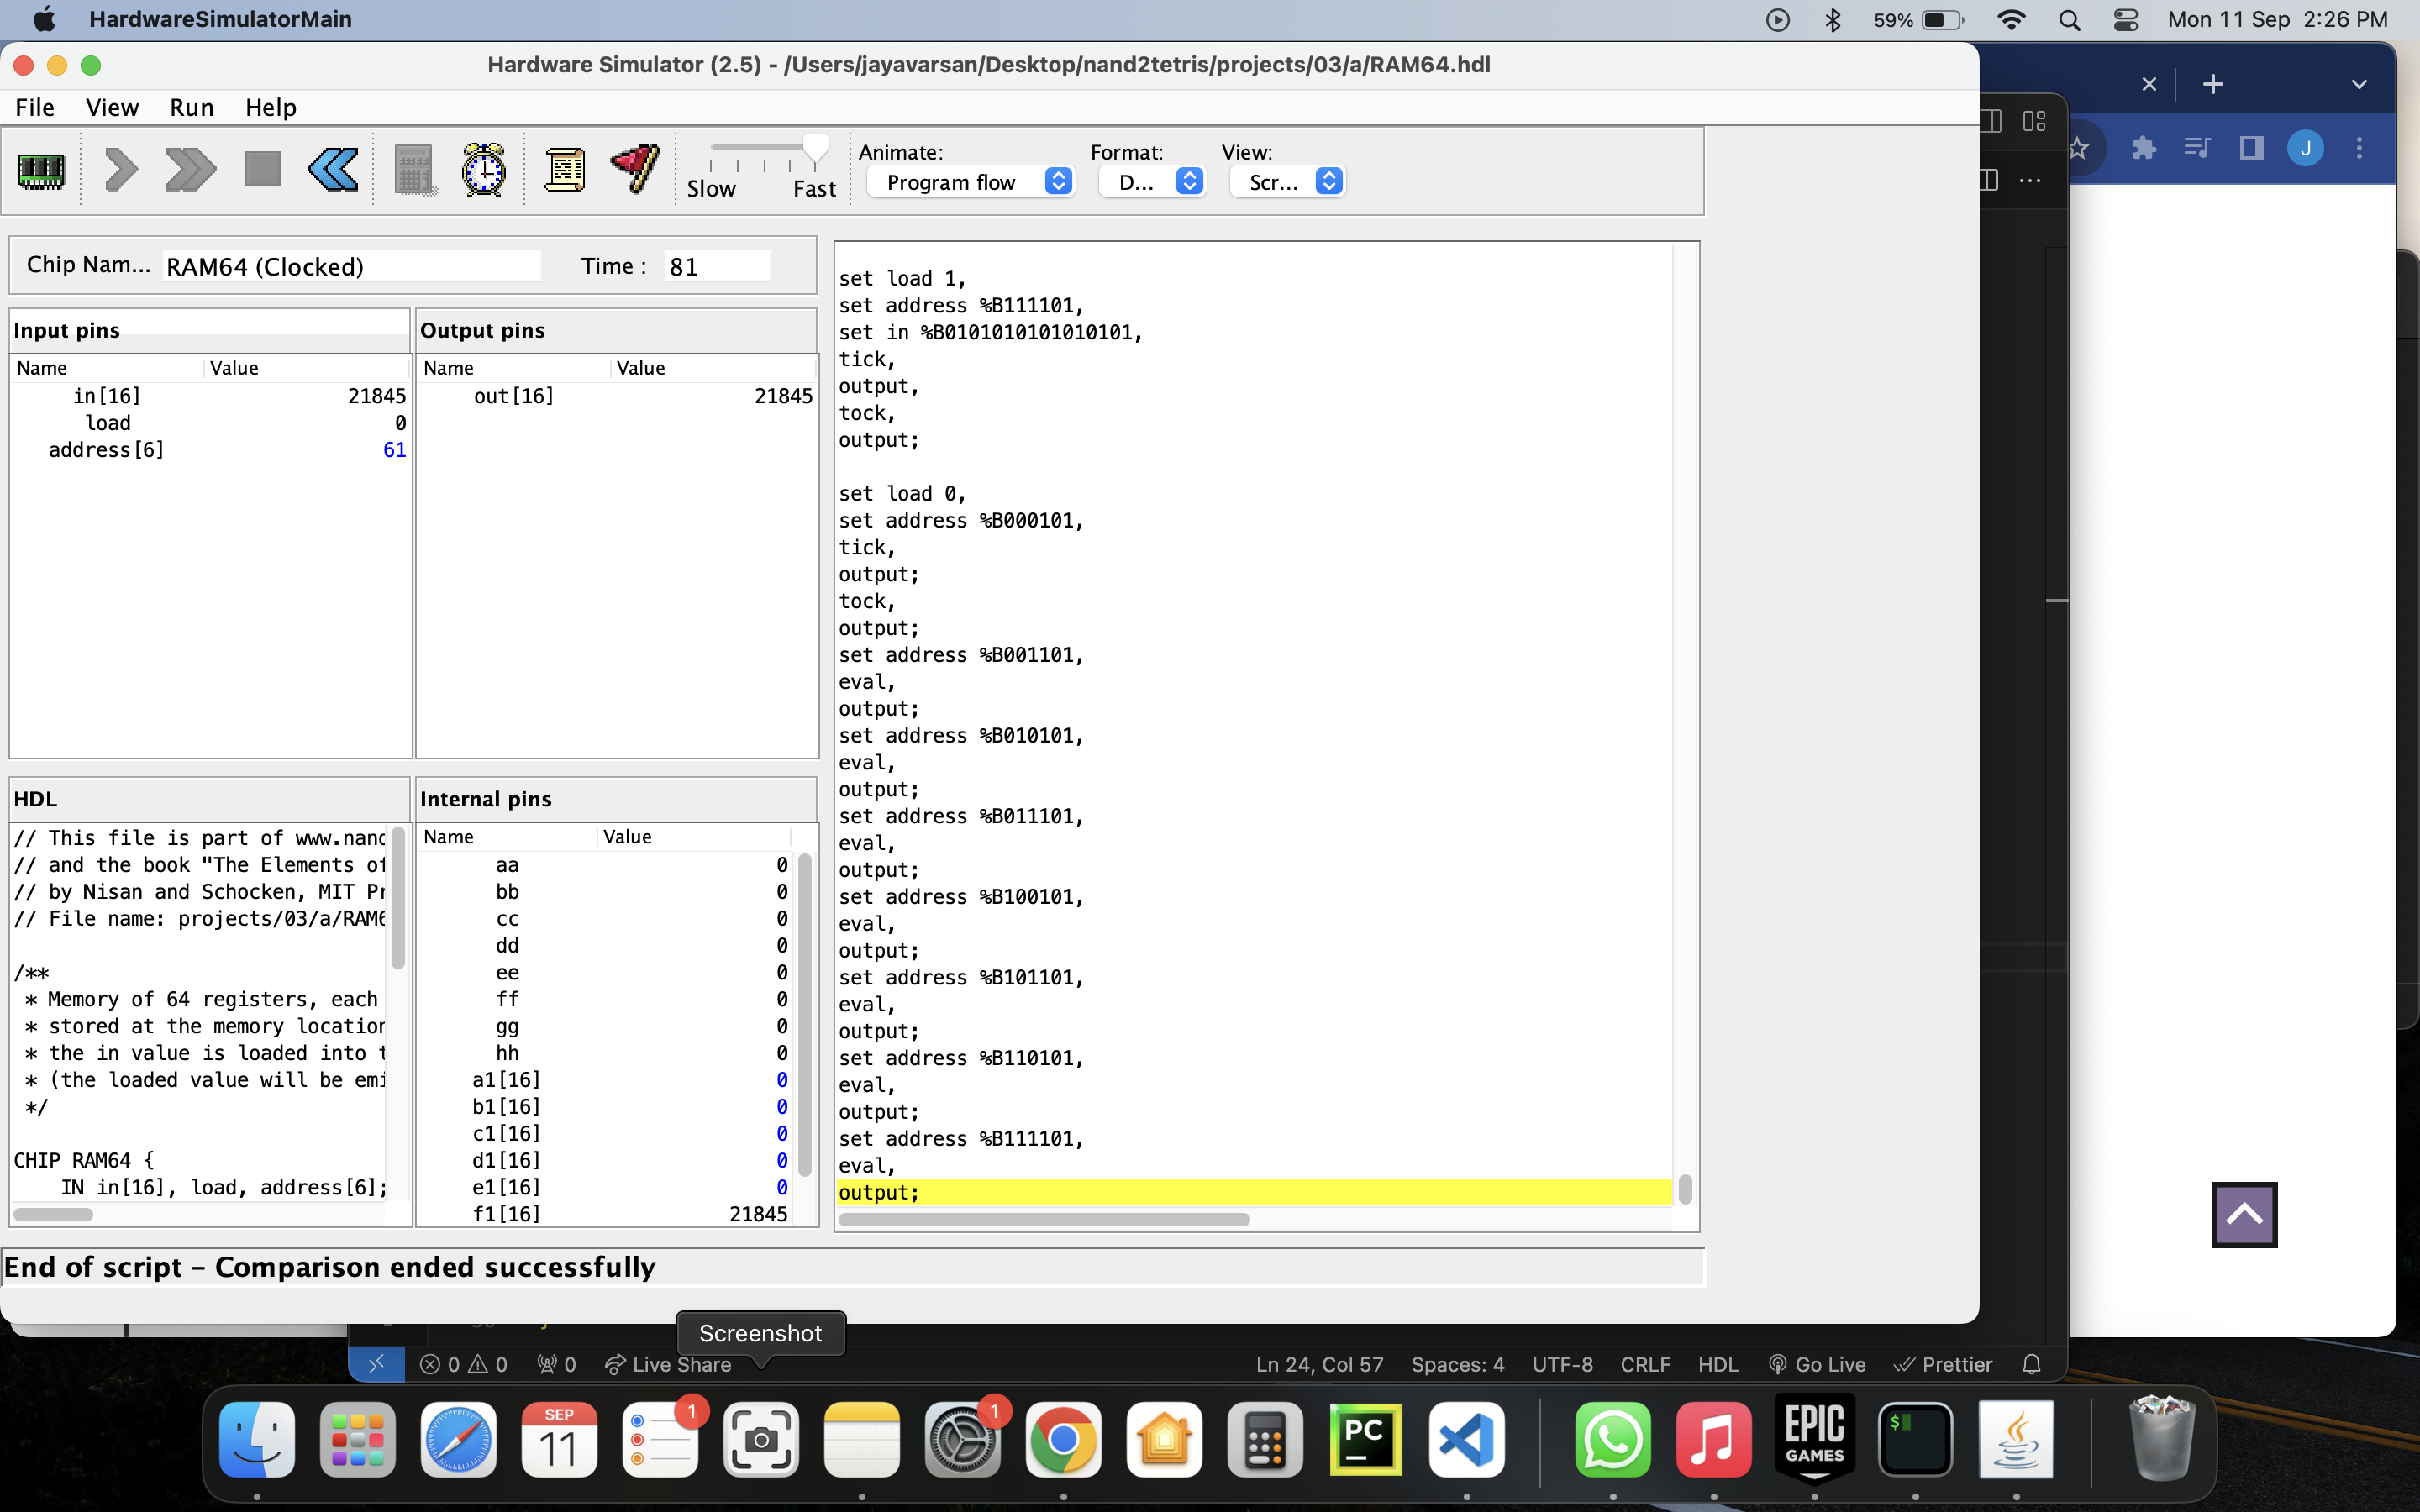 HardwareSimulatorMain
59%
Mon 11 Sep 2:26 PM
Hardware Simulator (2.5) - /Users/jayavarsan/Desktop/nand2tetris/projects/03/a/RAM64.hdl
File View Run Help
Slow Fast
Animate:
Program flow
Format:
D...
View:
Scr...
J
Chip Nam... RAM64 (Clocked) Time : 81
Input pins
Name Value
in[16] 21845
load 0
address[6] 61
Output pins
Name Value
out[16] 21845
HDL
// This file is part of www.nand
// and the book "The Elements of
// by Nisan and Schocken, MIT Pr
// File name: projects/03/a/RAM6
/**
* Memory of 64 registers, each
* stored at the memory location
* the in value is loaded into t
* (the loaded value will be emi
*/
CHIP RAM64 {
IN in[16], load, address[6];
Internal pins
Name Value
aa 0
bb 0
cc 0
dd 0
ee 0
ff 0
gg 0
hh 0
a1[16] 0
b1[16] 0
c1[16] 0
d1[16] 0
e1[16] 0
f1[16] 21845
set load 1,
set address %B111101,
set in %B0101010101010101,
tick,
output,
tock,
output;
set load 0,
set address %B000101,
tick,
output;
tock,
output;
set address %B001101,
eval,
output;
set address %B010101,
eval,
output;
set address %B011101,
eval,
output;
set address %B100101,
eval,
output;
set address %B101101,
eval,
output;
set address %B110101,
eval,
output;
set address %B111101,
eval,
output;
End of script - Comparison ended successfully
Screenshot
0 0 0 Live Share
Ln 24, Col 57 Spaces: 4 UTF-8 CRLF HDL Go Live Prettier
SEP
11
1
1
PC
EPIC
GAMES
$